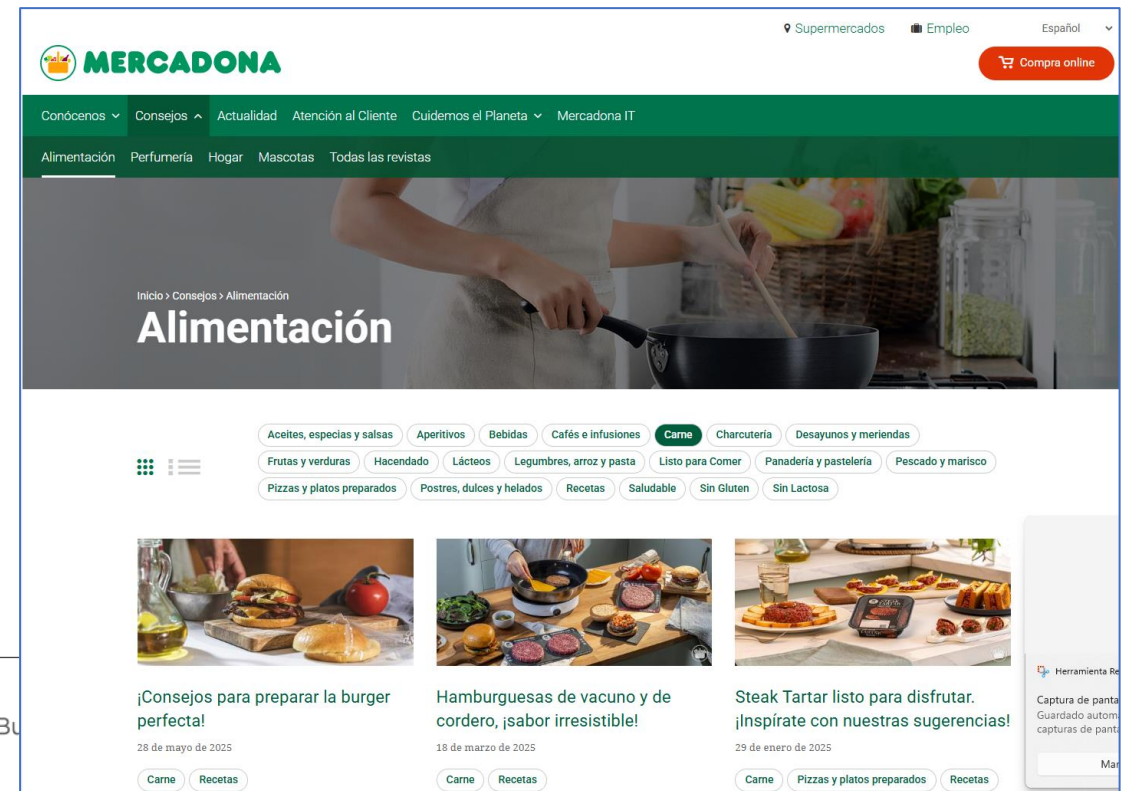 Supermercados Empleo Español
MERCADONA
Compra online
Conócenos Consejos Actualidad Atención al Cliente Cuidemos el Planeta Mercadona IT
Alimentación Perfumería Hogar Mascotas Todas las revistas
Inicio > Consejos > Alimentación
Alimentación
Aceites, especias y salsas Aperitivos Bebidas Cafés e infusiones Carne Charcutería Desayunos y meriendas
Frutas y verduras Hacendado Lácteos Legumbres, arroz y pasta Listo para Comer Panadería y pastelería Pescado y marisco
Pizzas y platos preparados Postres, dulces y helados Recetas Saludable Sin Gluten Sin Lactosa
¡Consejos para preparar la burger
perfecta!
28 de mayo de 2025
Carne Recetas
Hamburguesas de vacuno y de
cordero, ¡sabor irresistible!
18 de marzo de 2025
Carne Recetas
Steak Tartar listo para disfrutar.
¡Inspírate con nuestras sugerencias!
29 de enero de 2025
Carne Pizzas y platos preparados Recetas
Herramienta Re
Captura de panta
Guardado automá
capturas de panta
Mar
Bu